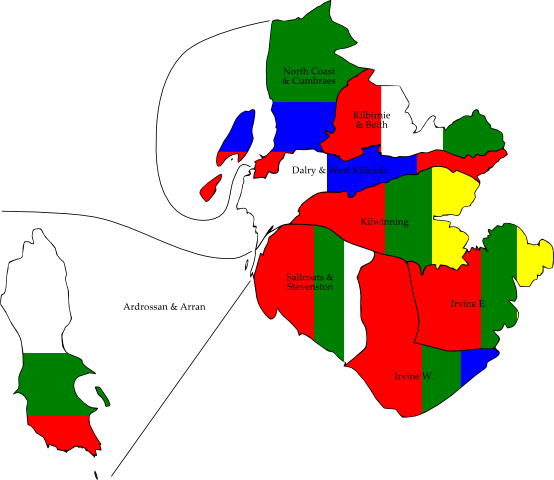 North Coast
& Cumbraes
Kilbirnie
& Beith
Dalry & West Kilbride
Kilwinning
Saltcoats &
Stevenston
Ardrossan & Arran
Irvine E.
Irvine W.